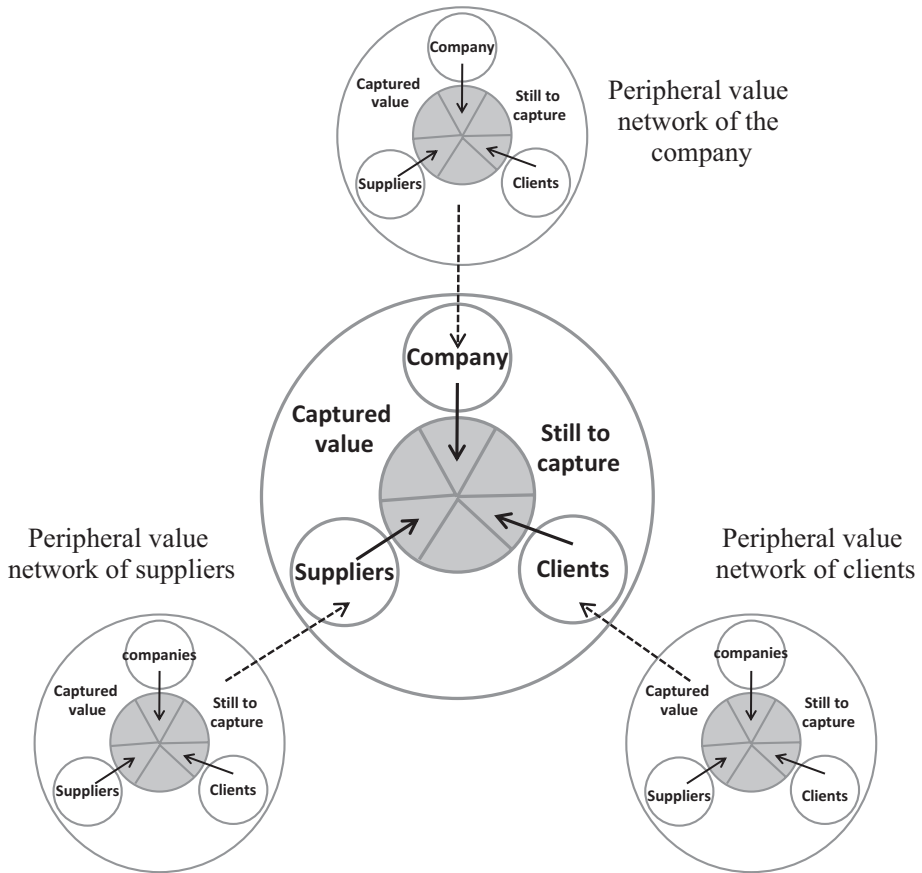 Company
Captured
value
Still to
capture
Suppliers
Clients
Peripheral value
network of the
company
Company
Captured
value
Still to
capture
Suppliers
Clients
Peripheral value
network of suppliers
companies
Captured
value
Still to
capture
Suppliers
Clients
Peripheral value
network of clients
companies
Captured
value
Still to
capture
Suppliers
Clients